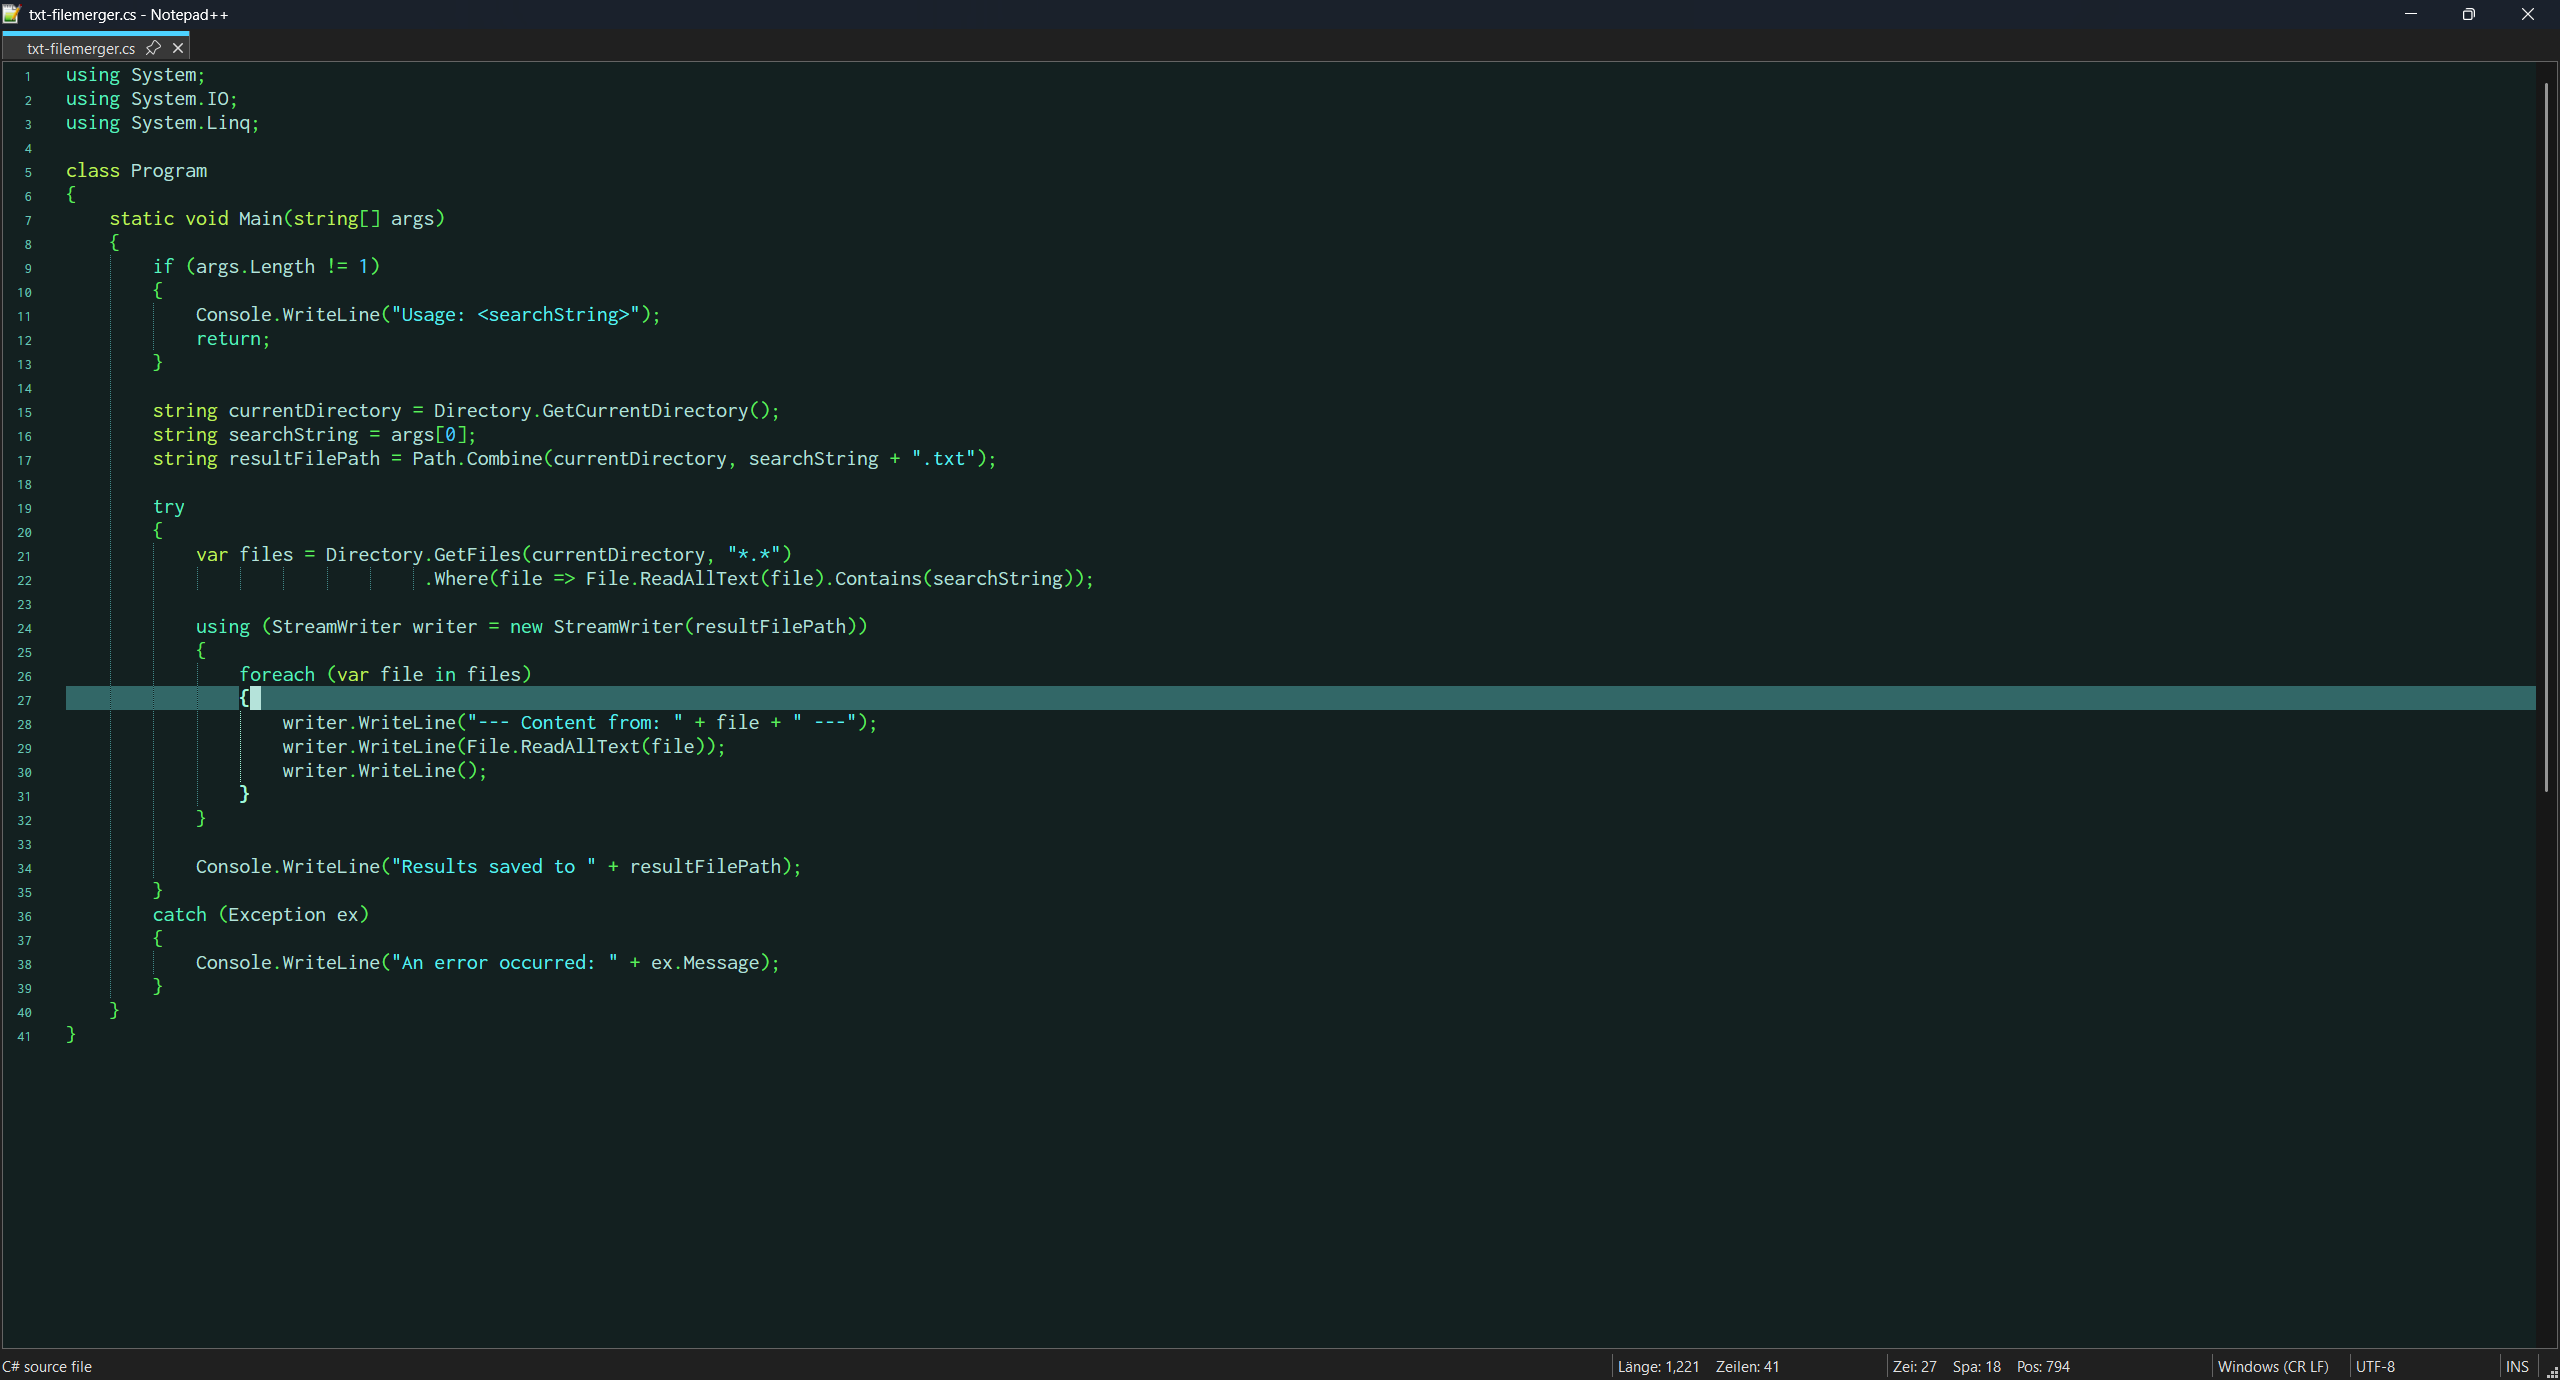 txt-filemerger.cs - Notepad++
txt-filemerger.cs
1 using System;
2 using System.IO;
3 using System.Linq;
4
5 class Program
6 {
7     static void Main(string[] args)
8     {
9         if (args.Length != 1)
10         {
11             Console.WriteLine("Usage: <searchString>");
12             return;
13         }
14
15         string currentDirectory = Directory.GetCurrentDirectory();
16         string searchString = args[0];
17         string resultFilePath = Path.Combine(currentDirectory, searchString + ".txt");
18
19         try
20         {
21             var files = Directory.GetFiles(currentDirectory, "*.*")
22                                  .Where(file => File.ReadAllText(file).Contains(searchString));
23
24             using (StreamWriter writer = new StreamWriter(resultFilePath))
25             {
26                 foreach (var file in files)
27                 {
28                     writer.WriteLine("--- Content from: " + file + " ---");
29                     writer.WriteLine(File.ReadAllText(file));
30                     writer.WriteLine();
31                 }
32             }
33
34             Console.WriteLine("Results saved to " + resultFilePath);
35         }
36         catch (Exception ex)
37         {
38             Console.WriteLine("An error occurred: " + ex.Message);
39         }
40     }
41 }
C# source file Länge: 1,221 Zeilen: 41 Zei: 27 Spa: 18 Pos: 794 Windows (CR LF) UTF-8 INS